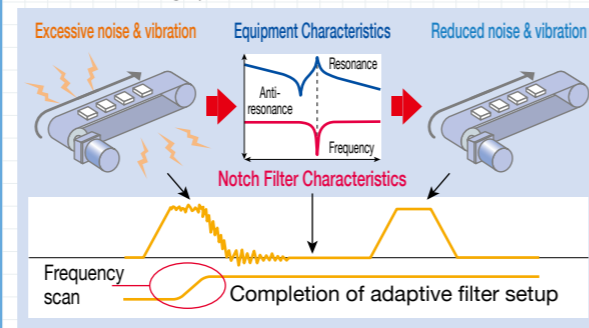 Excessive noise & vibration
Equipment Characteristics
Reduced noise & vibration
Resonance
Anti-
resonance
Frequency
Notch Filter Characteristics
Frequency
scan
Completion of adaptive filter setup